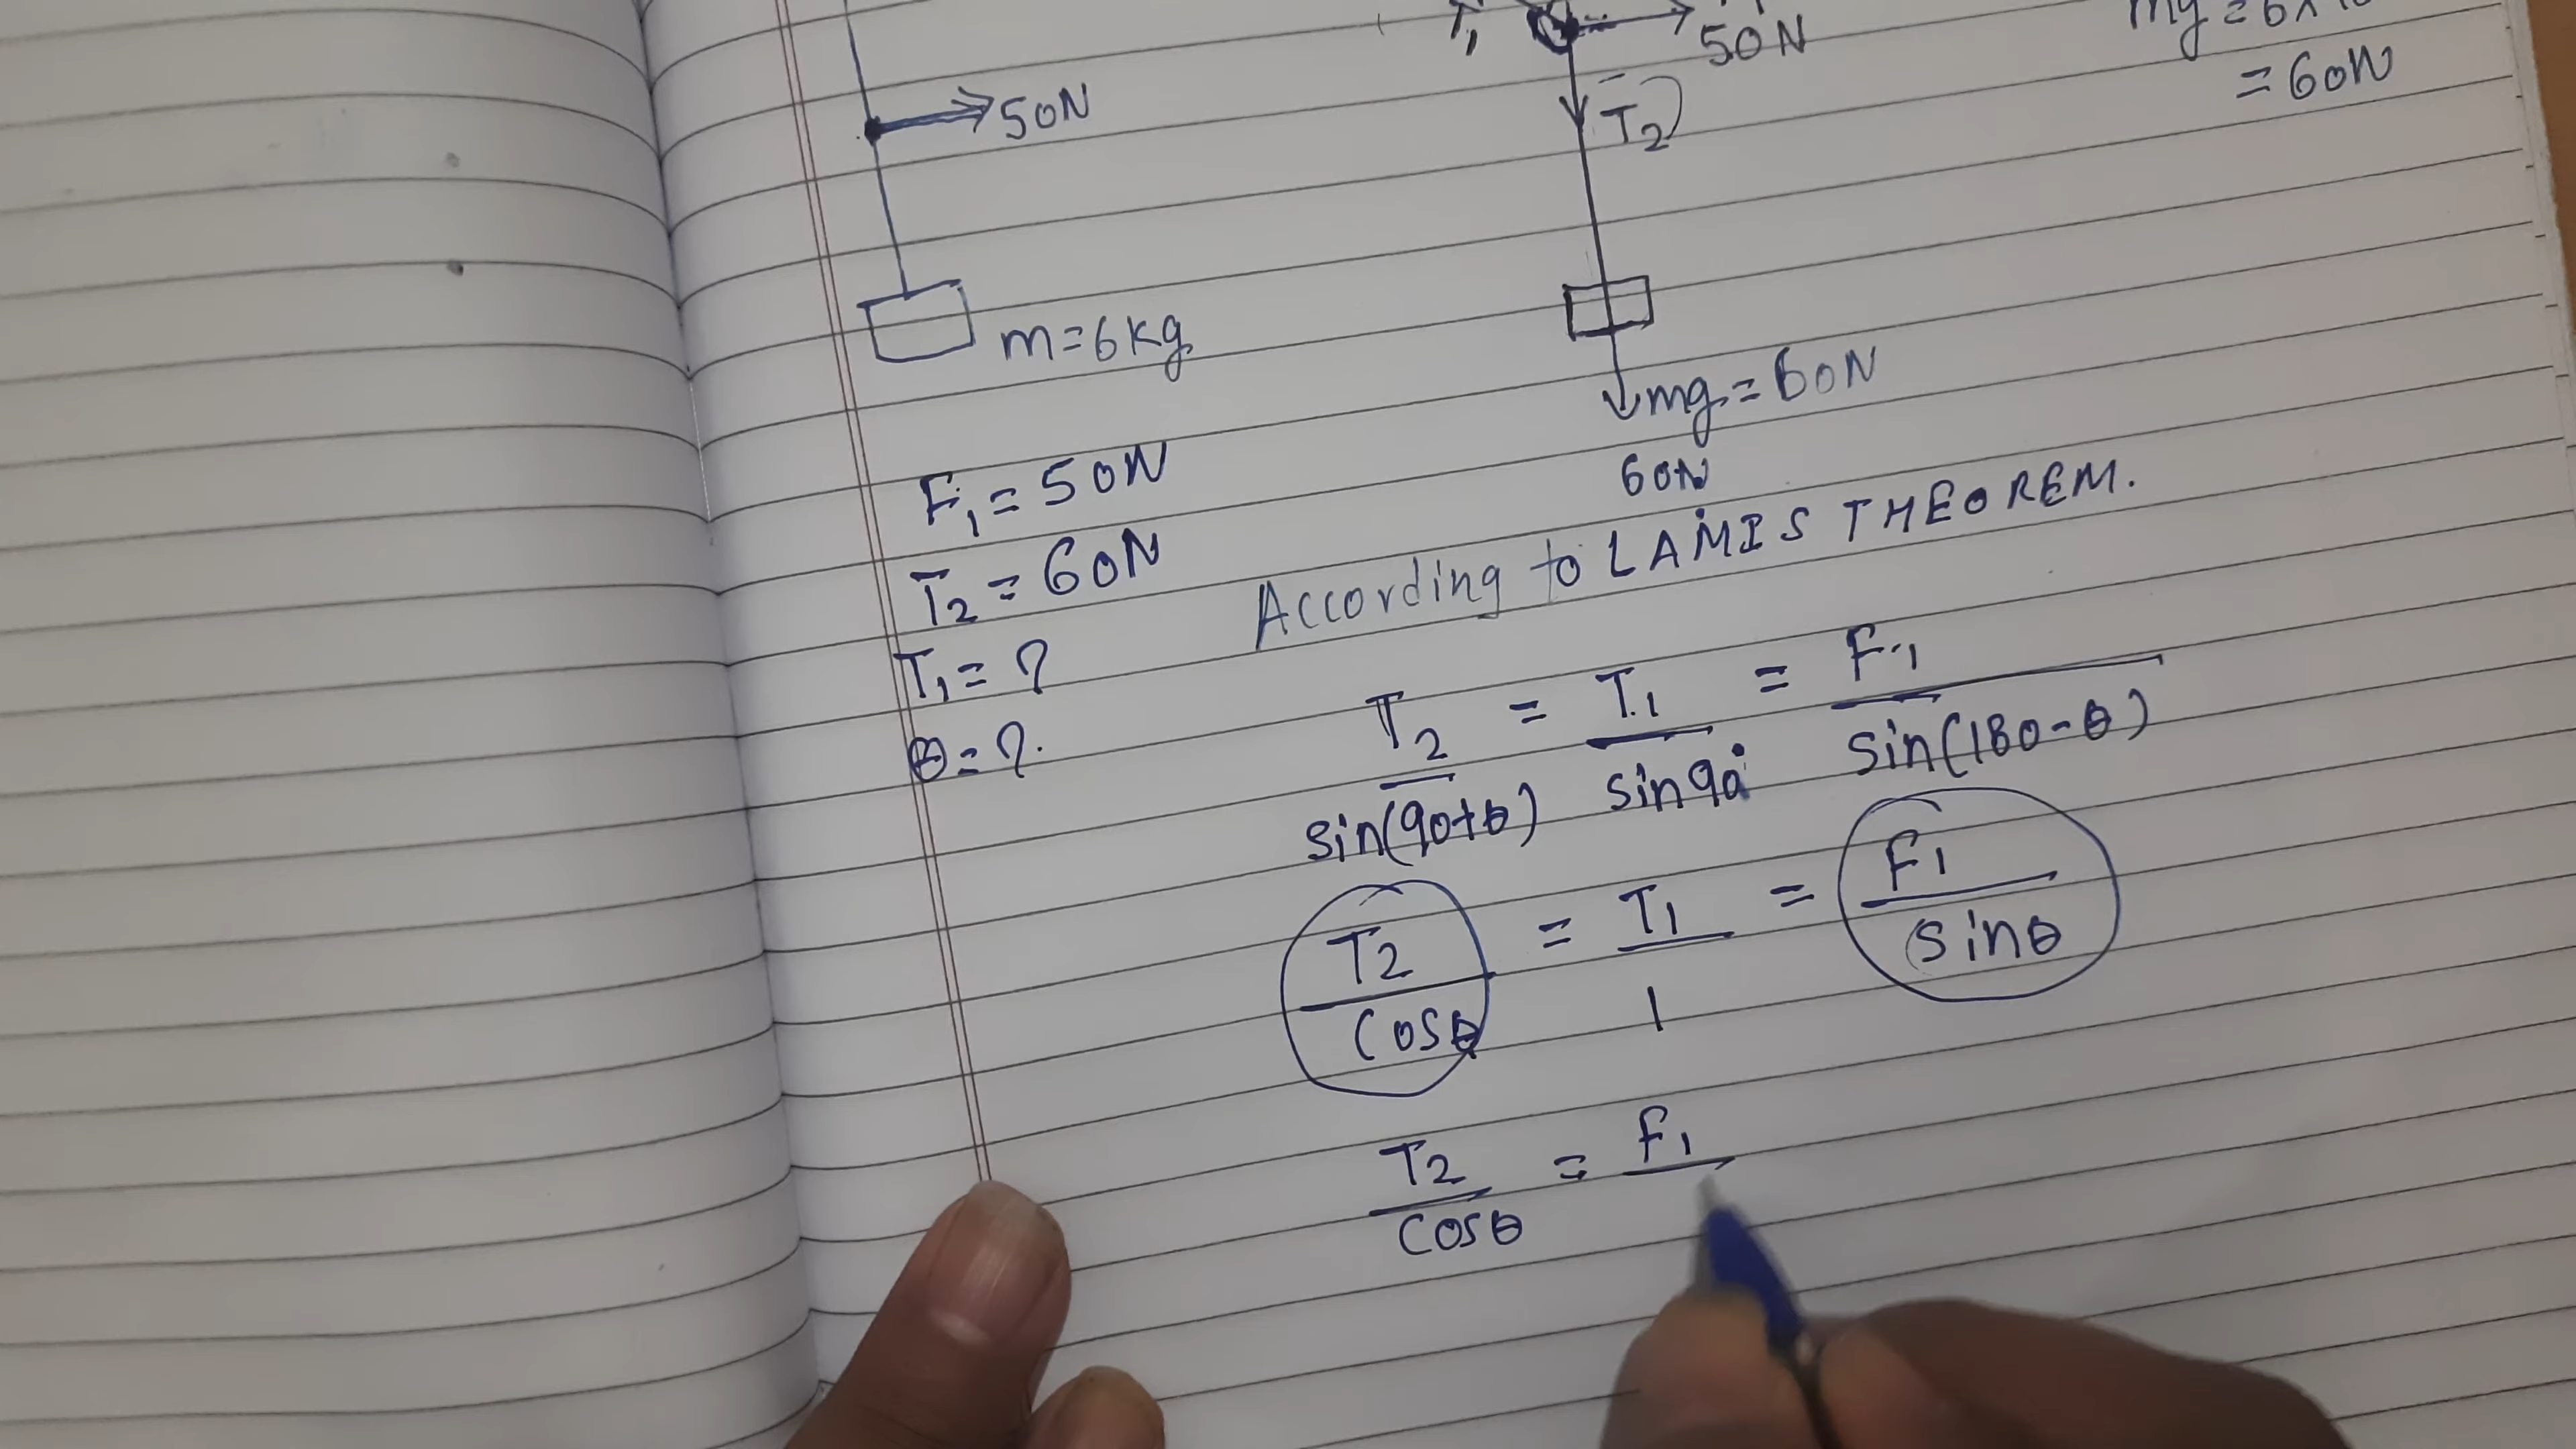 50N
m=6kg
T₁
50N
T₂
mg=60N
60N
mg = 6×
= 60N
F₁ = 50N
T₂ = 60N
T₁ = ?
θ = ?.
According to LAMIS THEOREM.
T₂/sin(90+θ) = T₁/sin90° = F₁/sin(180-θ)
T₂/cosθ = T₁/1 = F₁/sinθ
T₂/cosθ = F₁